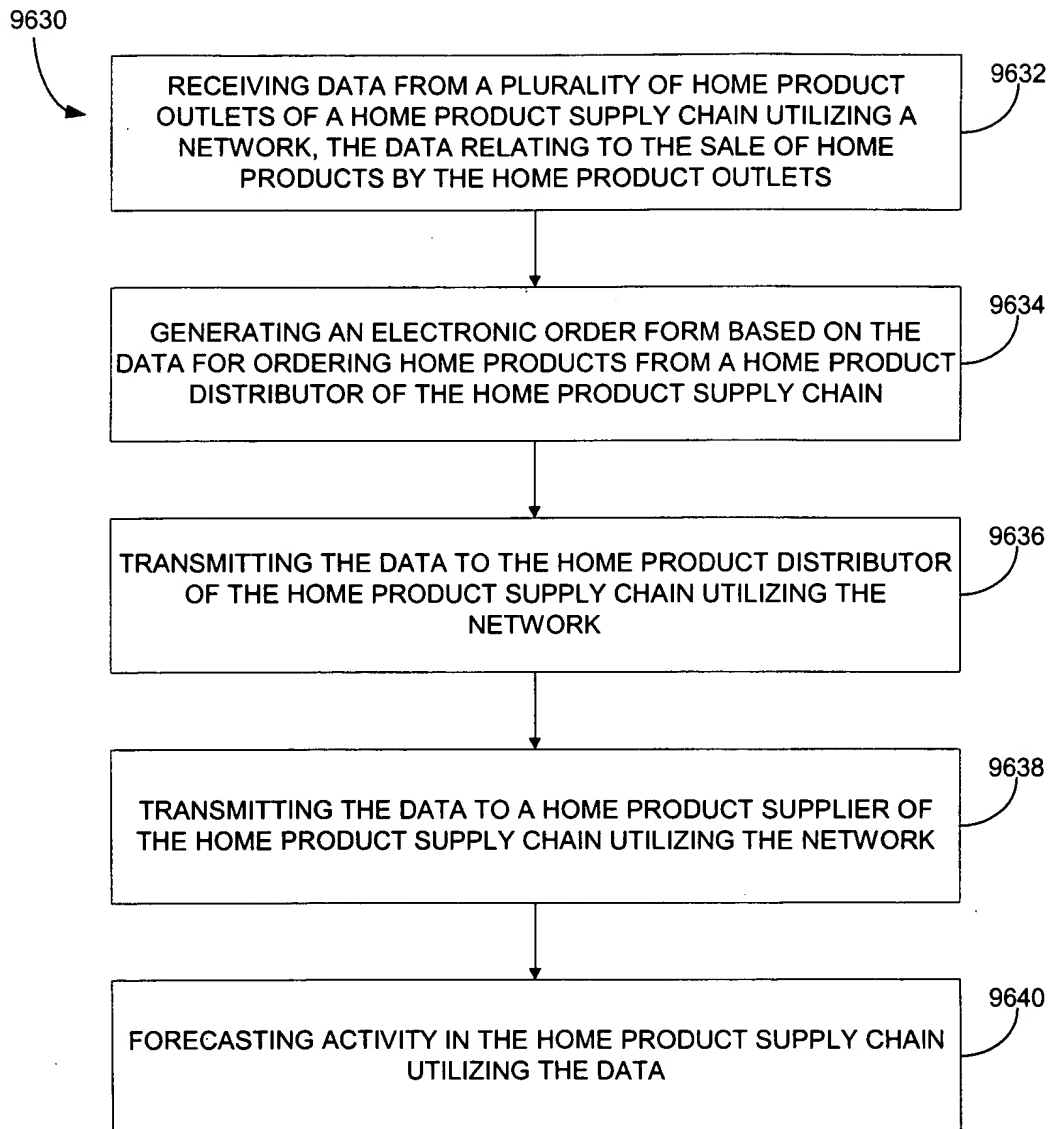 9630
RECEIVING DATA FROM A PLURALITY OF HOME PRODUCT
OUTLETS OF A HOME PRODUCT SUPPLY CHAIN UTILIZING A
NETWORK, THE DATA RELATING TO THE SALE OF HOME
PRODUCTS BY THE HOME PRODUCT OUTLETS
9632
GENERATING AN ELECTRONIC ORDER FORM BASED ON THE
DATA FOR ORDERING HOME PRODUCTS FROM A HOME PRODUCT
DISTRIBUTOR OF THE HOME PRODUCT SUPPLY CHAIN
9634
TRANSMITTING THE DATA TO THE HOME PRODUCT DISTRIBUTOR
OF THE HOME PRODUCT SUPPLY CHAIN UTILIZING THE
NETWORK
9636
TRANSMITTING THE DATA TO A HOME PRODUCT SUPPLIER OF
THE HOME PRODUCT SUPPLY CHAIN UTILIZING THE NETWORK
9638
FORECASTING ACTIVITY IN THE HOME PRODUCT SUPPLY CHAIN
UTILIZING THE DATA
9640